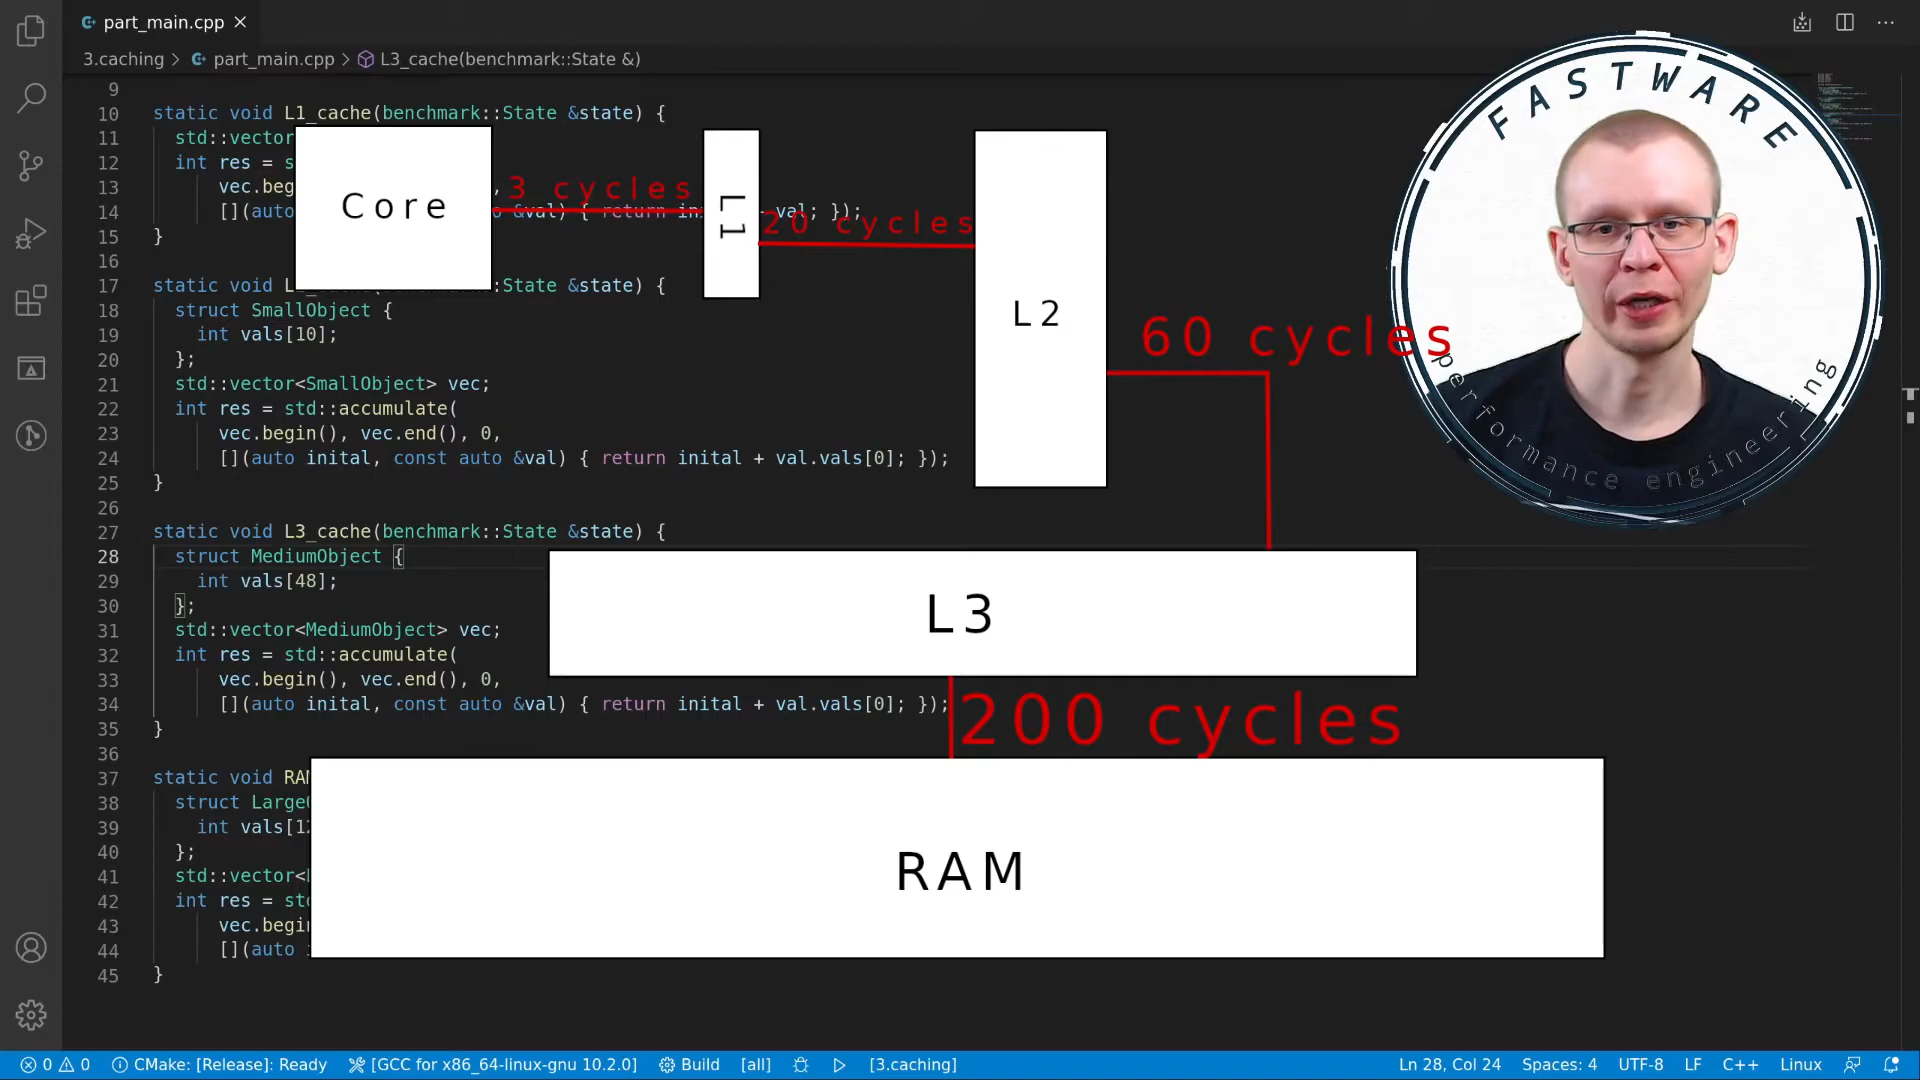 part_main.cpp
3.caching > part_main.cpp > L3_cache(benchmark::State &)
FASTWARE
performance engineering
9
10 static void L1_cache(benchmark::State &state) {
11 std::vector
12 int res = s
13 vec.beg ,
14 [](auto &val) { return in val; });
15 }
16
17 static void L :State &state) {
18 struct SmallObject {
19 int vals[10];
20 };
21 std::vector<SmallObject> vec;
22 int res = std::accumulate(
23 vec.begin(), vec.end(), 0,
24 [](auto inital, const auto &val) { return inital + val.vals[0]; });
25 }
26
27 static void L3_cache(benchmark::State &state) {
28 struct MediumObject {
29 int vals[48];
30 };
31 std::vector<MediumObject> vec;
32 int res = std::accumulate(
33 vec.begin(), vec.end(), 0,
34 [](auto inital, const auto &val) { return inital + val.vals[0]; });
35 }
36
37 static void RAM
38 struct Large
39 int vals[12
40 };
41 std::vector<
42 int res = st
43 vec.begi
44 [](auto
45 }
Core
3 cycles
L1
20 cycles
L2
60 cycles
L3
200 cycles
RAM
0 0 CMake: [Release]: Ready [GCC for x86_64-linux-gnu 10.2.0] Build [all] [3.caching] Ln 28, Col 24 Spaces: 4 UTF-8 LF C++ Linux